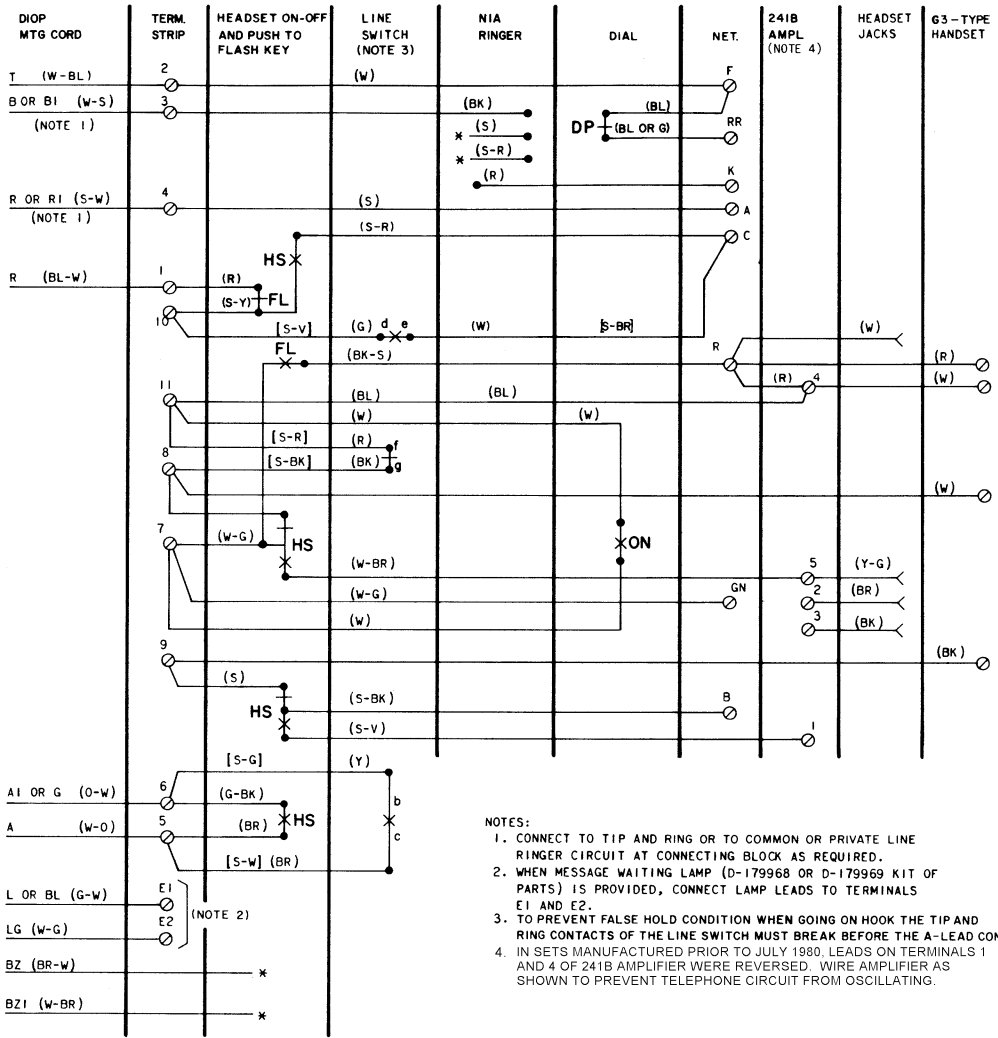 DIOP
MTG CORD
TERM.
STRIP
HEADSET ON-OFF
AND PUSH TO
FLASH KEY
LINE
SWITCH
(NOTE 3)
NIA
RINGER
DIAL
NET.
241B
AMPL
(NOTE 4)
HEADSET
JACKS
G3-TYPE
HANDSET
T (W-BL) 2 (W) F
B OR BI (W-S) 3 (BK) (BL)
(NOTE 1) * (S) DP (BL OR G) RR
* (S-R)
(R) K
R OR RI (S-W) 4 (S) A
(NOTE 1) (S-R) C
HS
R (BL-W) 1 (R)
(S-Y) FL
10 [S-V] (G) d e (W) [S-BR] (W)
FL (BK-S) R (R)
(R) 4 (W)
11 (BL) (BL)
(W) (W)
[S-R] (R) f
8 [S-BK] (BK) g
(W)
7 (W-G) HS ON
(W-BR) 5 (Y-G)
(W-G) GN 2 (BR)
(W) 3 (BK)
9 (BK)
(S)
HS (S-BK) B
(S-V) 1
[S-G] (Y)
AI OR G (O-W) 6 (G-BK) b
HS
A (W-O) 5 (BR) c
[S-W] (BR)
L OR BL (G-W) E1
(NOTE 2)
LG (W-G) E2
BZ (BR-W) *
BZI (W-BR) *
NOTES:
1. CONNECT TO TIP AND RING OR TO COMMON OR PRIVATE LINE
RINGER CIRCUIT AT CONNECTING BLOCK AS REQUIRED.
2. WHEN MESSAGE WAITING LAMP (D-179968 OR D-179969 KIT OF
PARTS) IS PROVIDED, CONNECT LAMP LEADS TO TERMINALS
E1 AND E2.
3. TO PREVENT FALSE HOLD CONDITION WHEN GOING ON HOOK THE TIP AND
RING CONTACTS OF THE LINE SWITCH MUST BREAK BEFORE THE A-LEAD CON
4. IN SETS MANUFACTURED PRIOR TO JULY 1980, LEADS ON TERMINALS 1
AND 4 OF 241B AMPLIFIER WERE REVERSED. WIRE AMPLIFIER AS
SHOWN TO PREVENT TELEPHONE CIRCUIT FROM OSCILLATING.